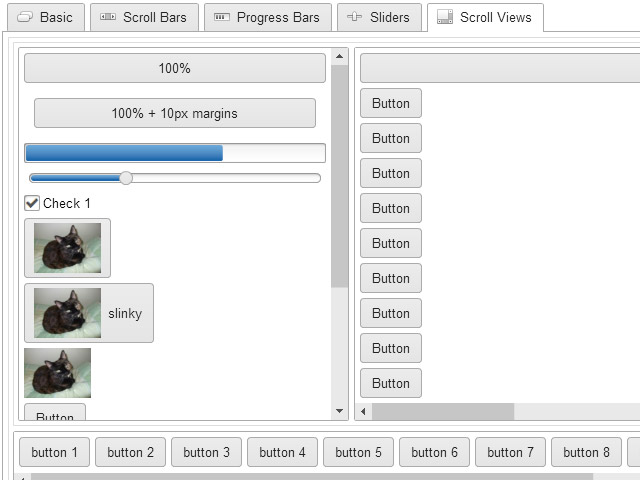 Basic
Scroll Bars
Progress Bars
Sliders
Scroll Views
100%
100% + 10px margins
Check 1
slinky
Button
Button
Button
Button
Button
Button
Button
Button
Button
Button
button 1
button 2
button 3
button 4
button 5
button 6
button 7
button 8